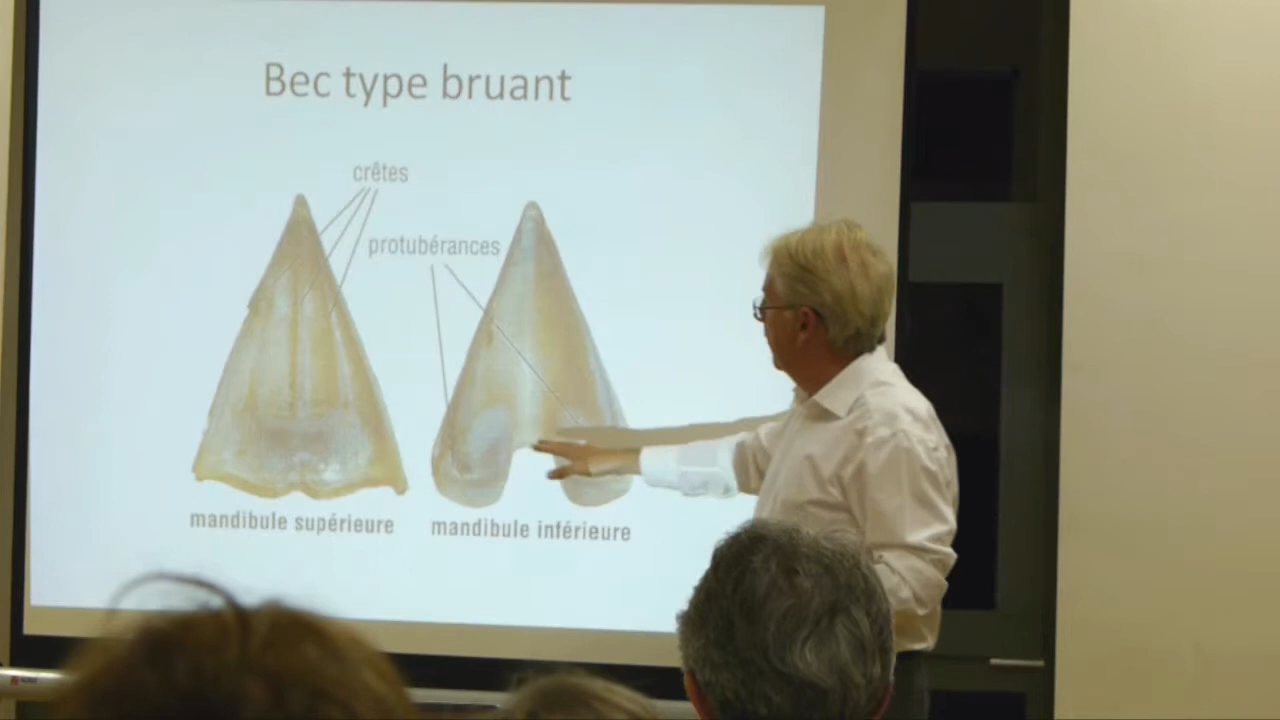 Bec type bruant
crêtes
protubérances
mandibule supérieure
mandibule inférieure